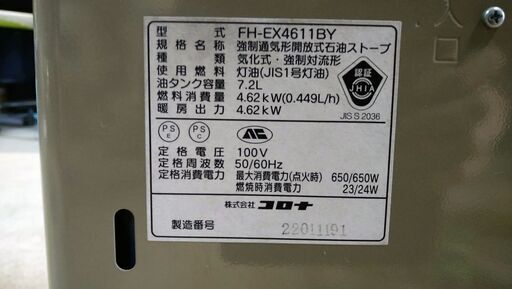 型式 FH-EX4611BY
規格名称 強制通気形開放式石油ストーブ
種類 気化式・強制対流形
使用燃料 灯油(JIS1号灯油)
油タンク容量 7.2L
燃料消費量 4.62kW(0.449L/h)
暖房出力 4.62kW
認証
JHIA
JIS S 2036
PS E PS C
定格電圧 100V
定格周波数 50/60Hz
定格消費電力 最大消費電力(点火時) 650/650W
燃焼時消費電力 23/24W
株式会社 コロナ
製造番号 22011191
入口